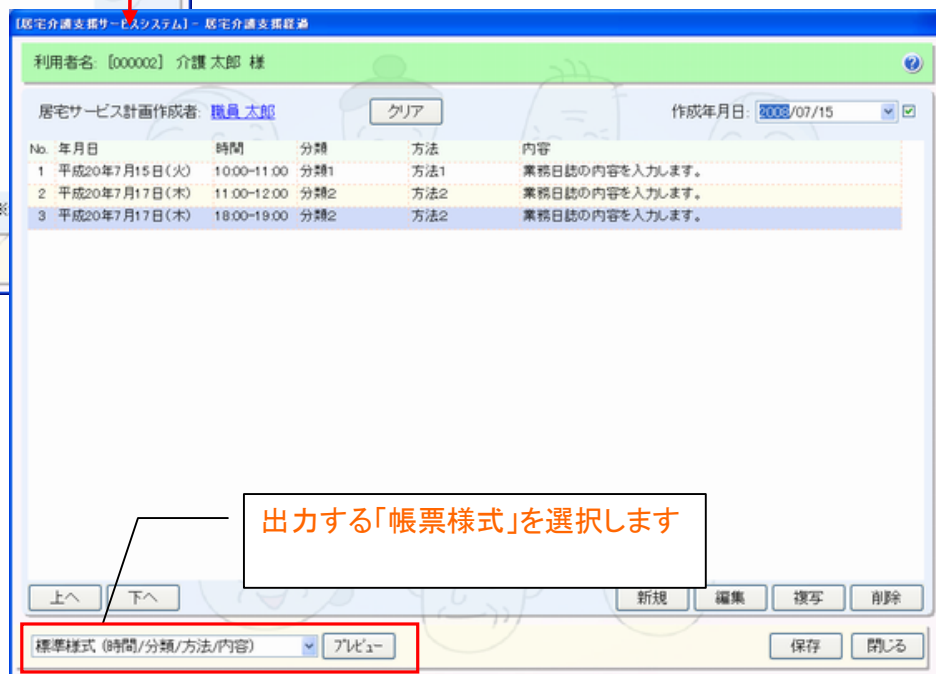 [居宅介護支援サービスシステム] - 居宅介護支援経過
利用者名: [000002] 介護 太郎 様
居宅サービス計画作成者: 職員 太郎 クリア 作成年月日: 2008/07/15
No. 年月日 時間 分類 方法 内容
1 平成20年7月15日(火) 10:00-11:00 分類1 方法1 業務日誌の内容を入力します。
2 平成20年7月17日(木) 11:00-12:00 分類2 方法2 業務日誌の内容を入力します。
3 平成20年7月17日(木) 18:00-19:00 分類2 方法2 業務日誌の内容を入力します。
※
出力する「帳票様式」を選択します
上へ 下へ 新規 編集 複写 削除
標準様式 (時間/分類/方法/内容) プレビュー 保存 閉じる